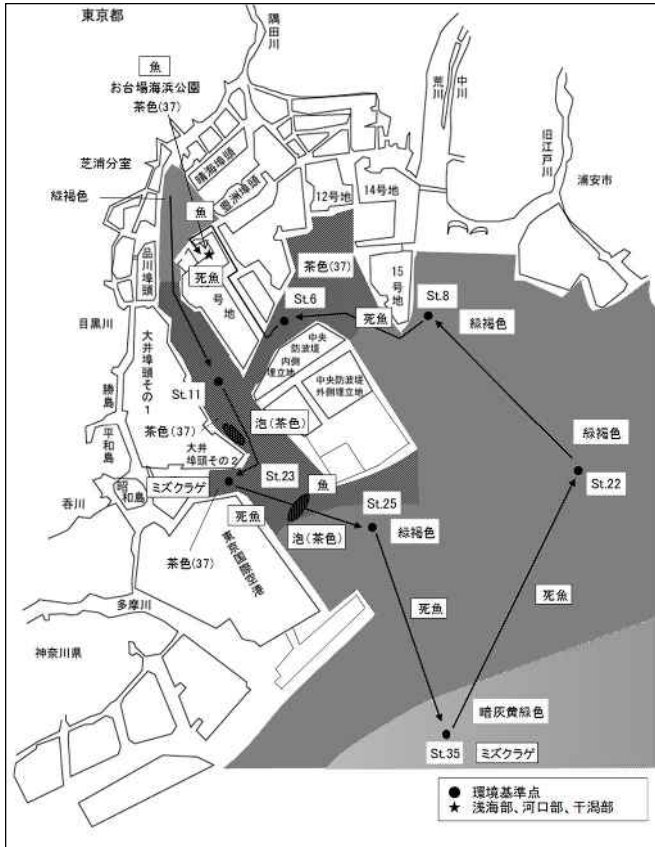 東京都
隅田川
魚
お台場海浜公園
茶色(37)
荒川
中川
旧江戸川
浦安市
芝浦分室
緑褐色
晴海埠頭
豊洲埠頭
12号地
14号地
魚
品川埠頭
死魚
号地
茶色(37)
15号地
St.6
St.8
死魚
緑褐色
目黒川
大井埠頭その1
中央
防波堤
内側
埋立地
中央防波堤
外側埋立地
St.11
勝島
茶色(37)
泡(茶色)
緑褐色
平和島
大井
埠頭その2
St.23
魚
St.22
昭和島
ミズクラゲ
呑川
死魚
St.25
泡(茶色)
緑褐色
茶色(37)
東京国際空港
多摩川
死魚
死魚
神奈川県
暗灰黄緑色
St.35
ミズクラゲ
● 環境基準点
★ 浅海部、河口部、干潟部